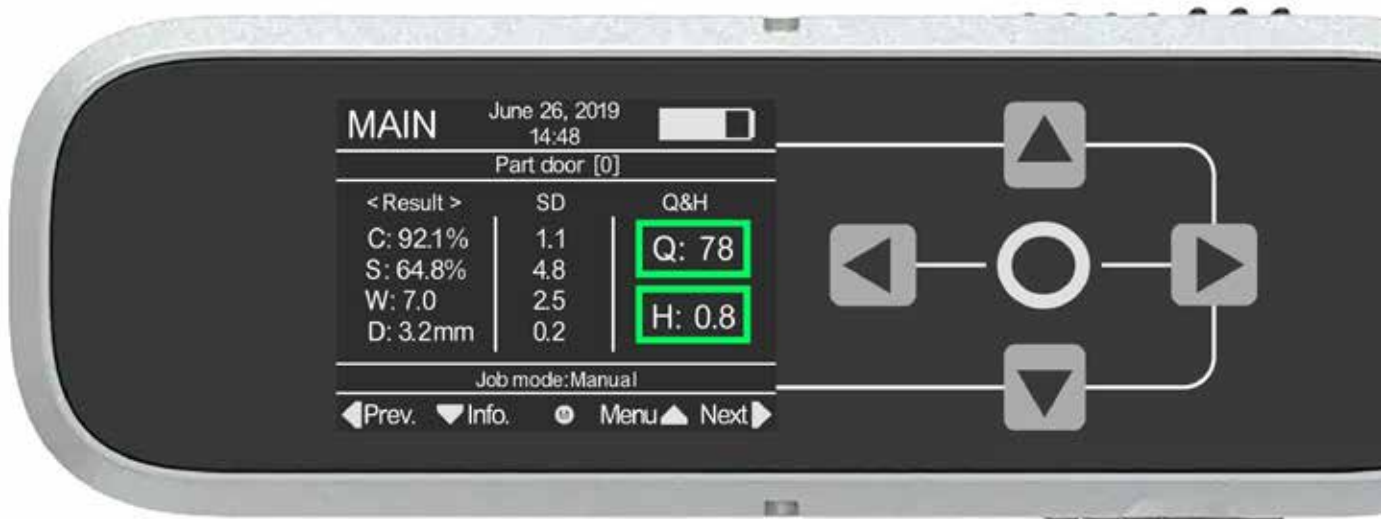 MAIN
June 26, 2019
14:48
Part door [0]
<Result> SD Q&H
C: 92.1% 1.1 Q: 78
S: 64.8% 4.8
W: 7.0 2.5 H: 0.8
D: 3.2mm 0.2
Job mode:Manual
Prev. Info. Menu Next